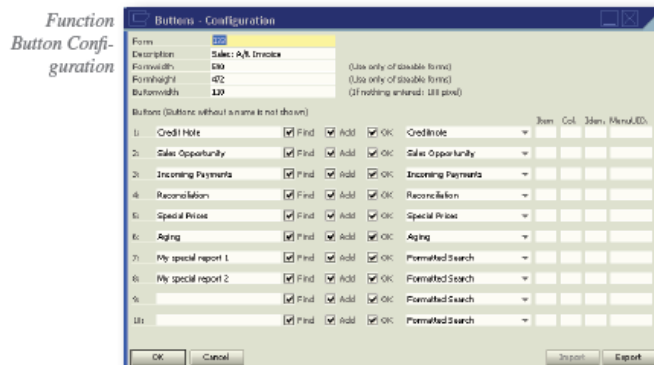 Function
Button Confi-
guration
Buttons - Configuration
Form 133
Description Sales: A/R Invoice
Formwidth 590 (Use only of sizeable forms)
Formheight 472 (Use only of sizeable forms)
Buttonwidth 110 (If nothing entered: 100 pixel)
Buttons (Buttons without a name is not shown)
Item Col. Iden. MenuUID.
1: Credit Note Find Add OK Creditnote
2: Sales Opportunity Find Add OK Sales Opportunity
3: Incoming Payments Find Add OK Incoming Payments
4: Reconciliation Find Add OK Reconciliation
5: Special Prices Find Add OK Special Prices
6: Aging Find Add OK Aging
7: My special report 1 Find Add OK Formatted Search
8: My special report 2 Find Add OK Formatted Search
9: Find Add OK Formatted Search
10: Find Add OK Formatted Search
OK Cancel Import Export